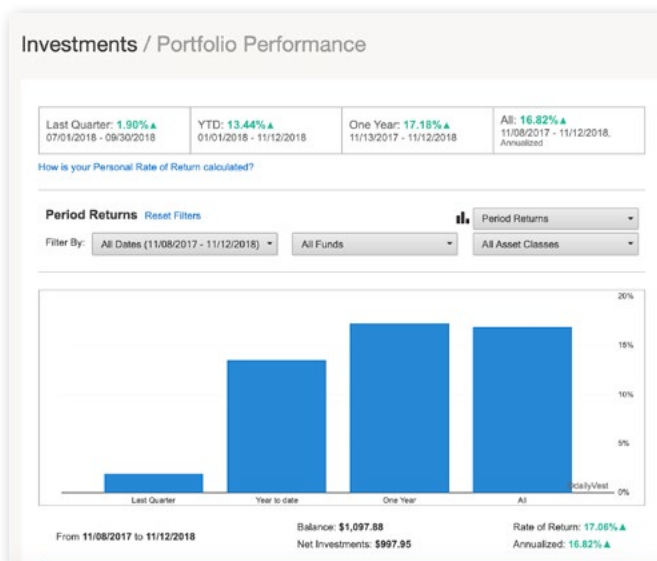 Investments / Portfolio Performance
Last Quarter: 1.90%▲
07/01/2018 - 09/30/2018
YTD: 13.44%▲
01/01/2018 - 11/12/2018
One Year: 17.18%▲
11/13/2017 - 11/12/2018
All: 16.82%▲
11/08/2017 - 11/12/2018,
Annualized
How is your Personal Rate of Return calculated?
Period Returns Reset Filters
Period Returns
Filter By: All Dates (11/08/2017 - 11/12/2018) All Funds All Asset Classes
20%
15%
10%
5%
0%
dailyVest
Last Quarter Year to date One Year All
From 11/08/2017 to 11/12/2018
Balance: $1,097.88
Net Investments: $997.95
Rate of Return: 17.06%▲
Annualized: 16.82%▲